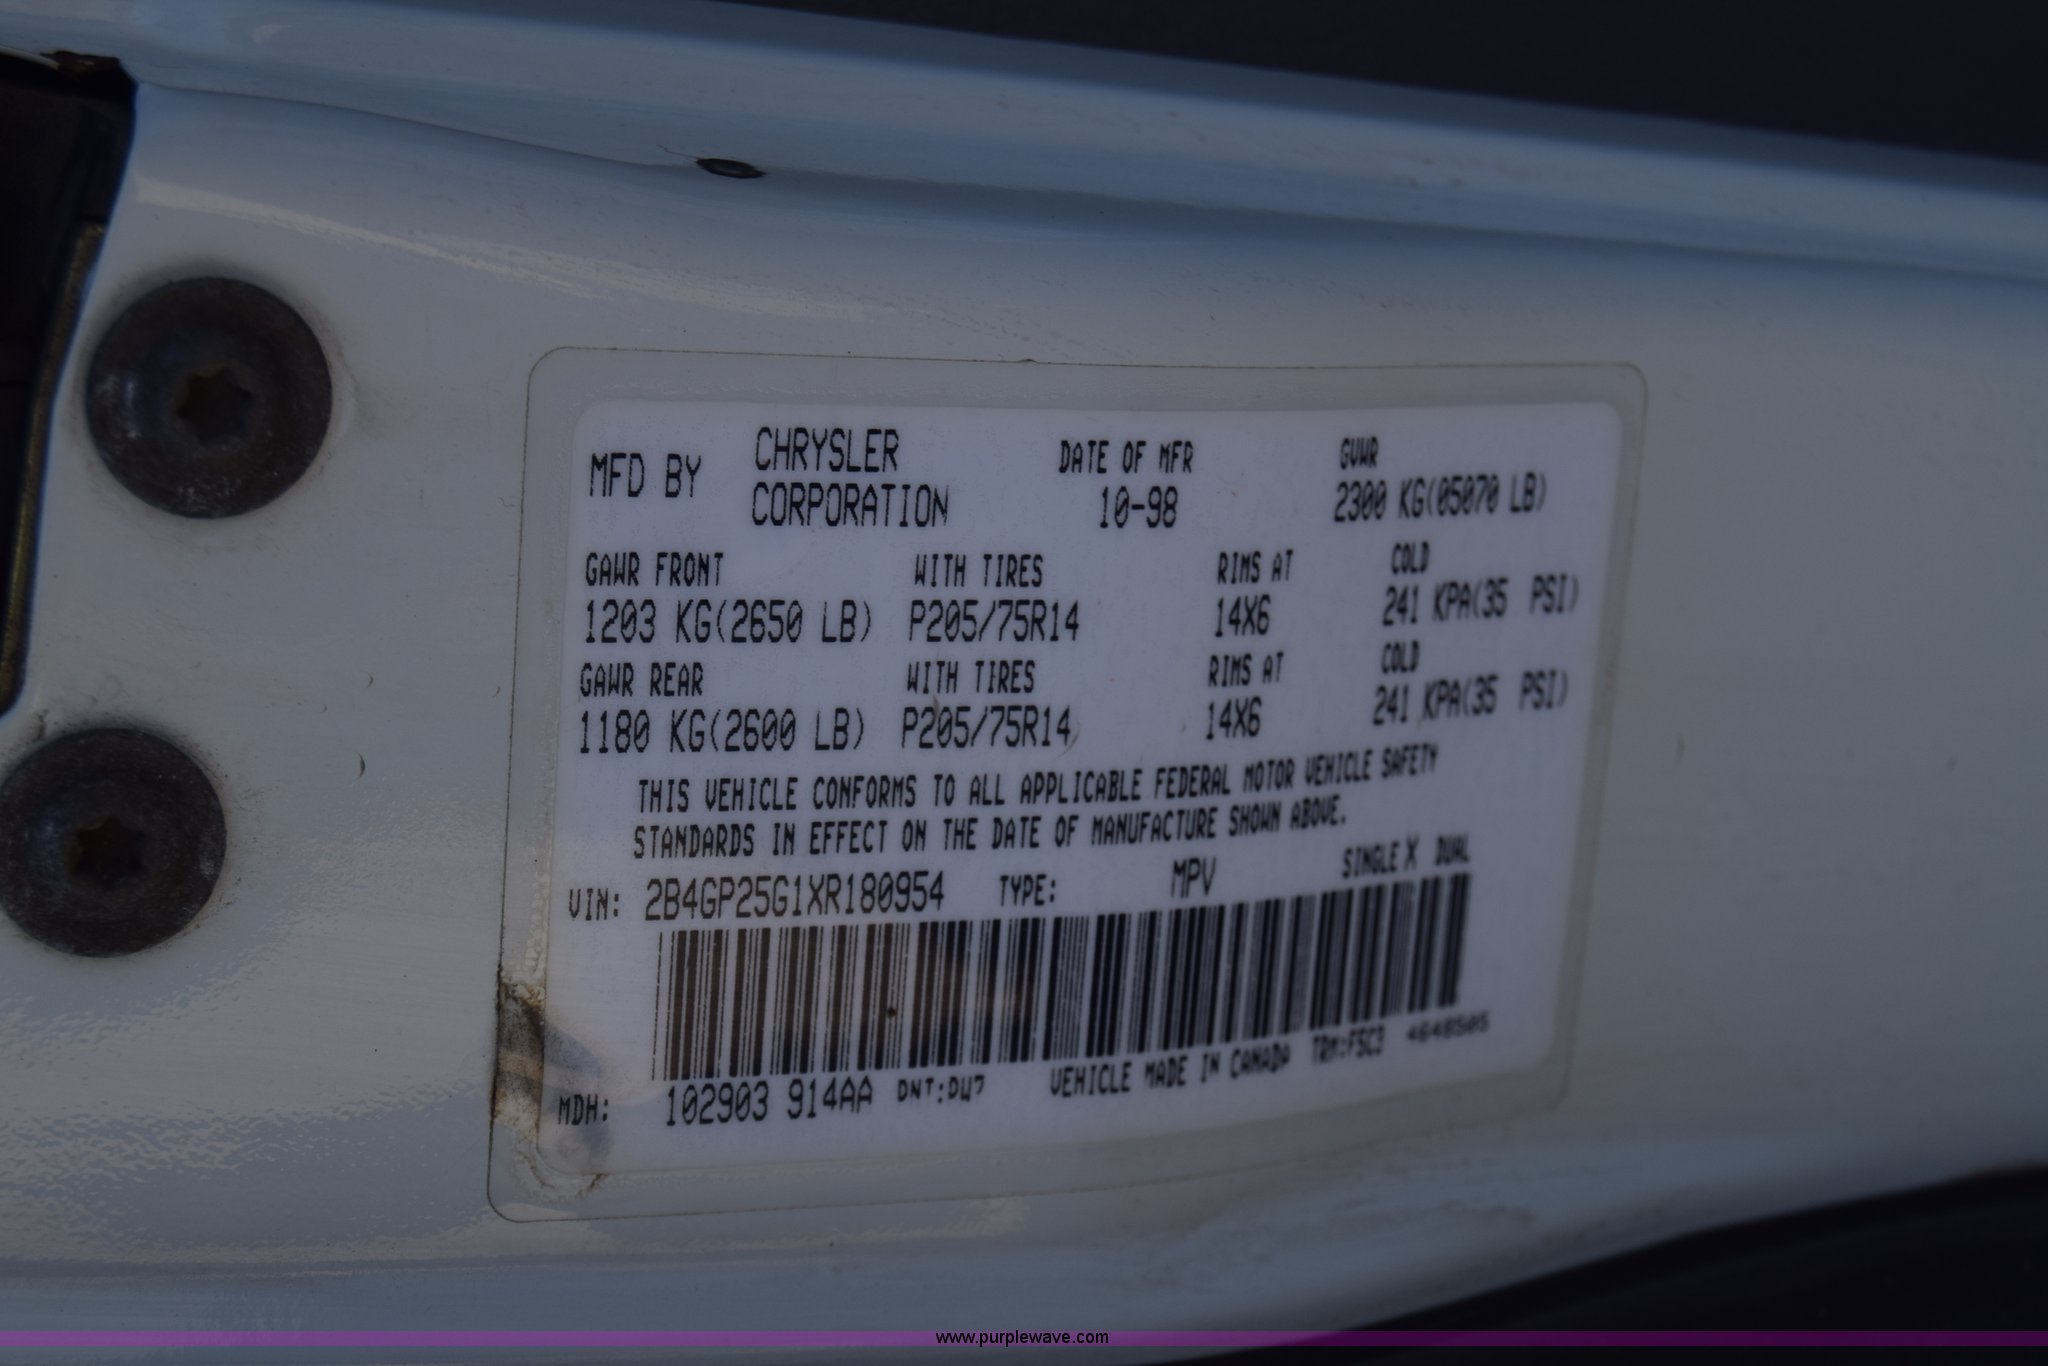 MFD BY CHRYSLER CORPORATION DATE OF MFR 10-98 GVWR 2300 KG(05070 LB)
GAWR FRONT WITH TIRES RIMS AT COLD
1203 KG(2650 LB) P205/75R14 14X6 241 KPA(35 PSI)
GAWR REAR WITH TIRES RIMS AT COLD
1180 KG(2600 LB) P205/75R14 14X6 241 KPA(35 PSI)
THIS VEHICLE CONFORMS TO ALL APPLICABLE FEDERAL MOTOR VEHICLE SAFETY
STANDARDS IN EFFECT ON THE DATE OF MANUFACTURE SHOWN ABOVE.
VIN: 2B4GP25G1XR180954 TYPE: MPV SINGLE X DUAL
MDH: 102903 914AA PNT:PW7 VEHICLE MADE IN CANADA TRM:F5C3 4648505
www.purplewave.com